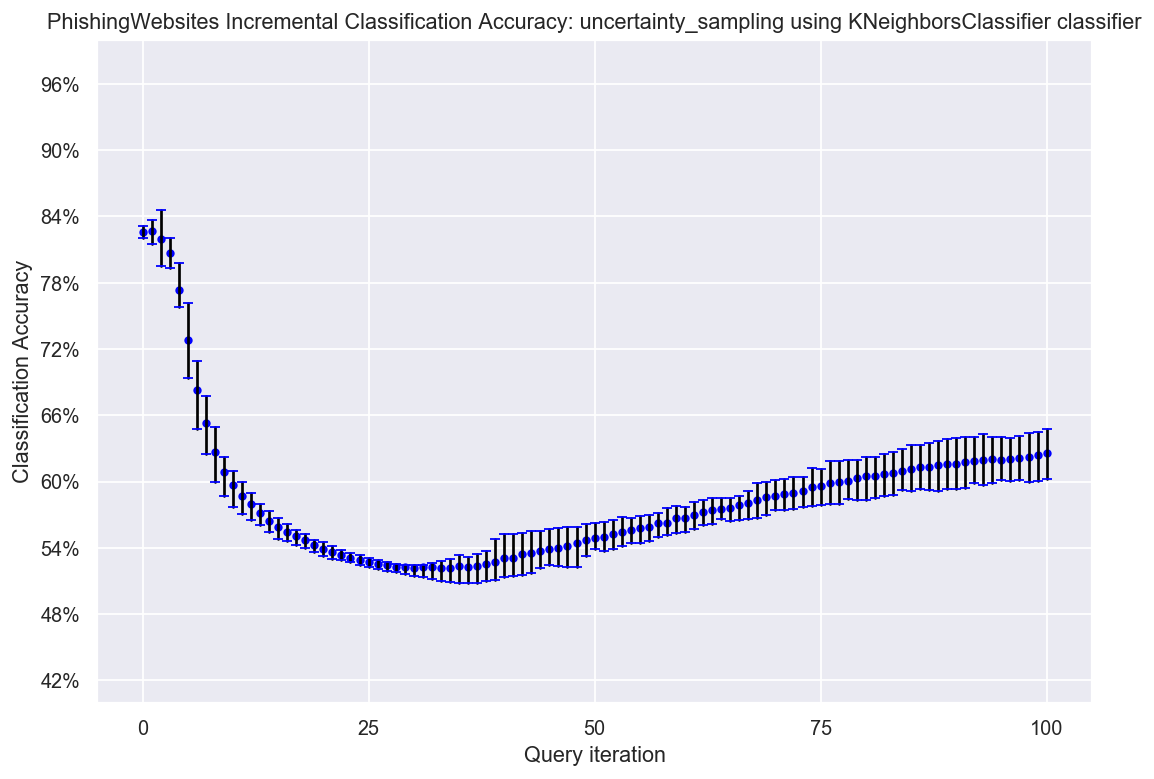 PhishingWebsites Incremental Classification Accuracy: uncertainty_sampling using KNeighborsClassifier classifier
96%
90%
84%
78%
72%
66%
60%
54%
48%
42%
Classification Accuracy
0 25 50 75 100
Query iteration